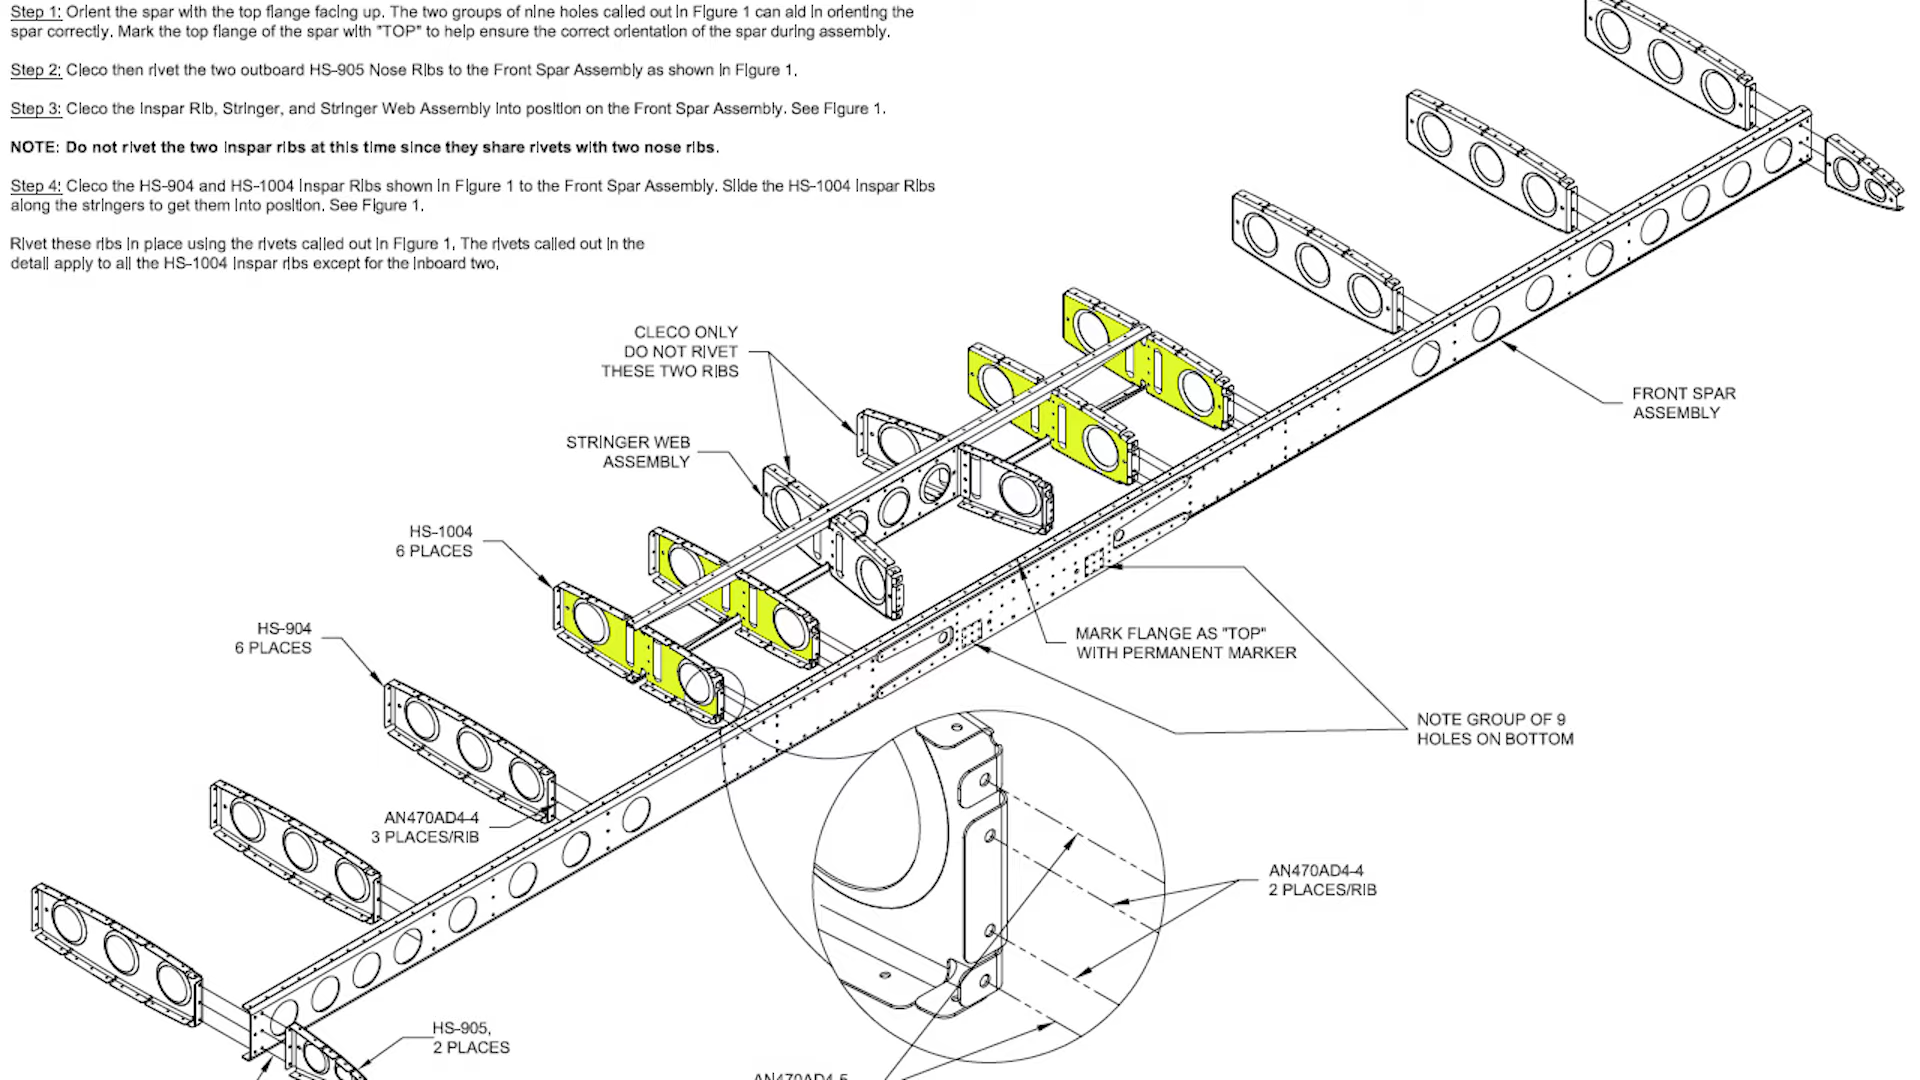 Step 1: Orient the spar with the top flange facing up. The two groups of nine holes called out in Figure 1 can aid in orienting the
spar correctly. Mark the top flange of the spar with "TOP" to help ensure the correct orientation of the spar during assembly.
Step 2: Cleco then rivet the two outboard HS-905 Nose Ribs to the Front Spar Assembly as shown in Figure 1.
Step 3: Cleco the Inspar Rib, Stringer, and Stringer Web Assembly into position on the Front Spar Assembly. See Figure 1.
NOTE: Do not rivet the two inspar ribs at this time since they share rivets with two nose ribs.
Step 4: Cleco the HS-904 and HS-1004 Inspar Ribs shown in Figure 1 to the Front Spar Assembly. Slide the HS-1004 Inspar Ribs
along the stringers to get them into position. See Figure 1.
Rivet these ribs in place using the rivets called out in Figure 1. The rivets called out in the
detail apply to all the HS-1004 inspar ribs except for the inboard two.
CLECO ONLY
DO NOT RIVET
THESE TWO RIBS
STRINGER WEB
ASSEMBLY
FRONT SPAR
ASSEMBLY
HS-1004
6 PLACES
HS-904
6 PLACES
MARK FLANGE AS "TOP"
WITH PERMANENT MARKER
NOTE GROUP OF 9
HOLES ON BOTTOM
AN470AD4-4
3 PLACES/RIB
AN470AD4-4
2 PLACES/RIB
HS-905,
2 PLACES
AN470AD4-5